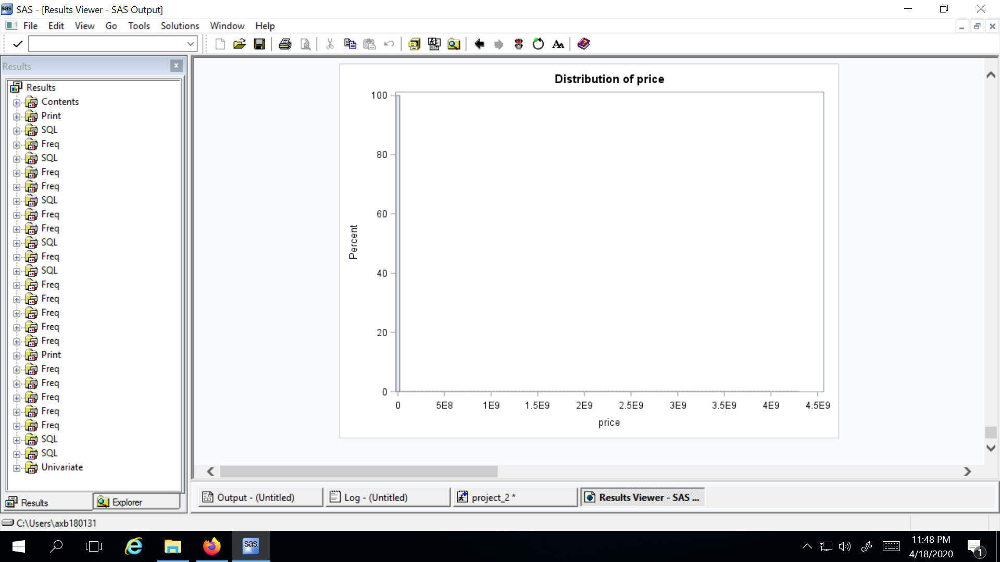 SAS - [Results Viewer - SAS Output]
File Edit View Go Tools Solutions Window Help
Results
Results
Contents
Print
SQL
Freq
SQL
Freq
Freq
SQL
Freq
Freq
SQL
Freq
SQL
Freq
Freq
Freq
Freq
Freq
Print
Freq
Freq
Freq
Freq
Freq
SQL
SQL
Univariate
Results Explorer
Distribution of price
100
80
60
40
20
0
Percent
0 5E8 1E9 1.5E9 2E9 2.5E9 3E9 3.5E9 4E9 4.5E9
price
Output - (Untitled) Log - (Untitled) project_2 * Results Viewer - SAS ...
C:\Users\axb180131
sas
11:48 PM
4/18/2020
1